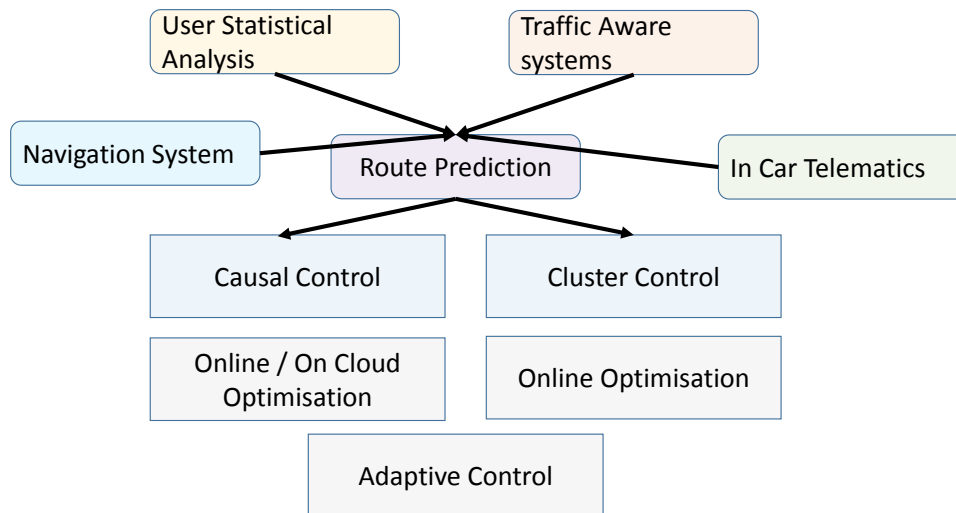 User Statistical
Analysis
Traffic Aware
systems
Navigation System
Route Prediction
In Car Telematics
Causal Control
Cluster Control
Online / On Cloud
Optimisation
Online Optimisation
Adaptive Control